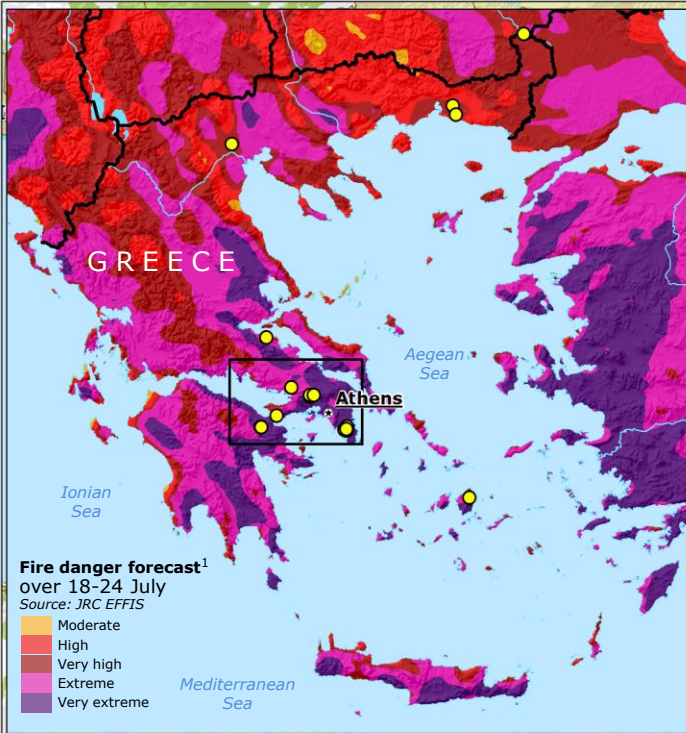 GREECE
Aegean
Sea
Athens
Ionian
Sea
Fire danger forecast¹
over 18-24 July
Source: JRC EFFIS
Moderate
High
Very high
Extreme
Very extreme
Mediterranean
Sea